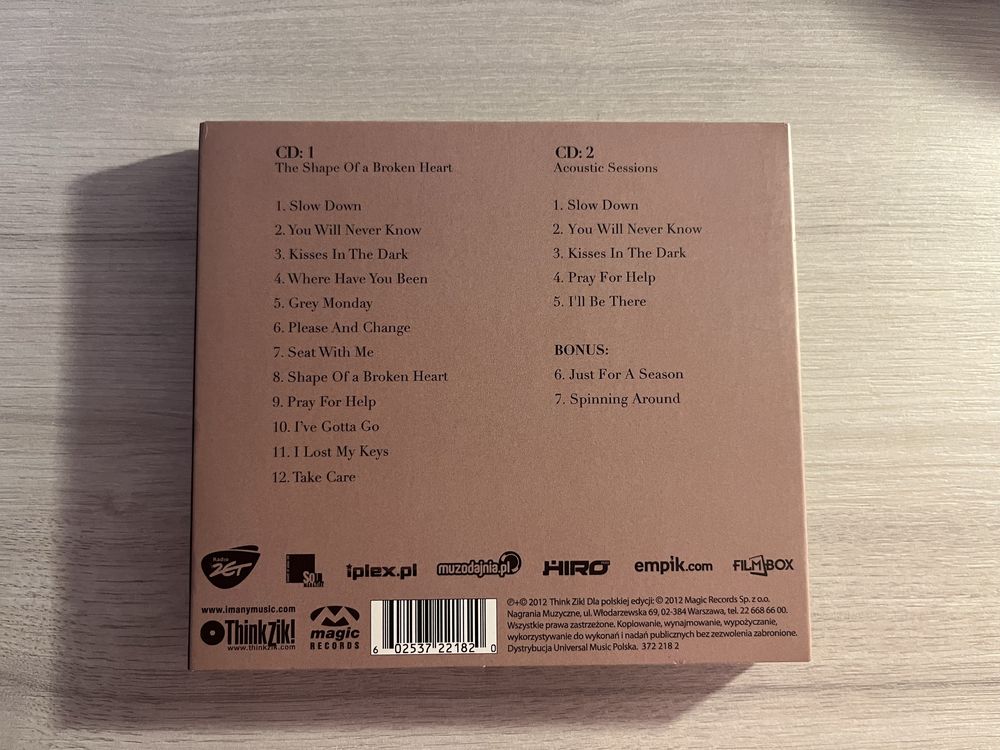 CD: 1
The Shape Of a Broken Heart
1. Slow Down
2. You Will Never Know
3. Kisses In The Dark
4. Where Have You Been
5. Grey Monday
6. Please And Change
7. Seat With Me
8. Shape Of a Broken Heart
9. Pray For Help
10. I've Gotta Go
11. I Lost My Keys
12. Take Care
CD: 2
Acoustic Sessions
1. Slow Down
2. You Will Never Know
3. Kisses In The Dark
4. Pray For Help
5. I'll Be There
BONUS:
6. Just For A Season
7. Spinning Around
Radio ZET
iplex.pl
muzodajnia.pl
HIRO
empik.com
FILMBOX
www.imanymusic.com
ThinkZik!
www.thinkzik.com
magic
RECORDS
6 02537 22182 0
℗+© 2012 Think Zik! Dla polskiej edycji: © 2012 Magic Records Sp. z o.o.
Nagrania Muzyczne, ul. Włodarzewska 69, 02-384 Warszawa, tel. 22 668 66 00.
Wszystkie prawa zastrzeżone. Kopiowanie, wynajmowanie, wypożyczanie,
wykorzystywanie do wykonań i nadań publicznych bez zezwolenia zabronione.
Dystrybucja Universal Music Polska. 372 218 2